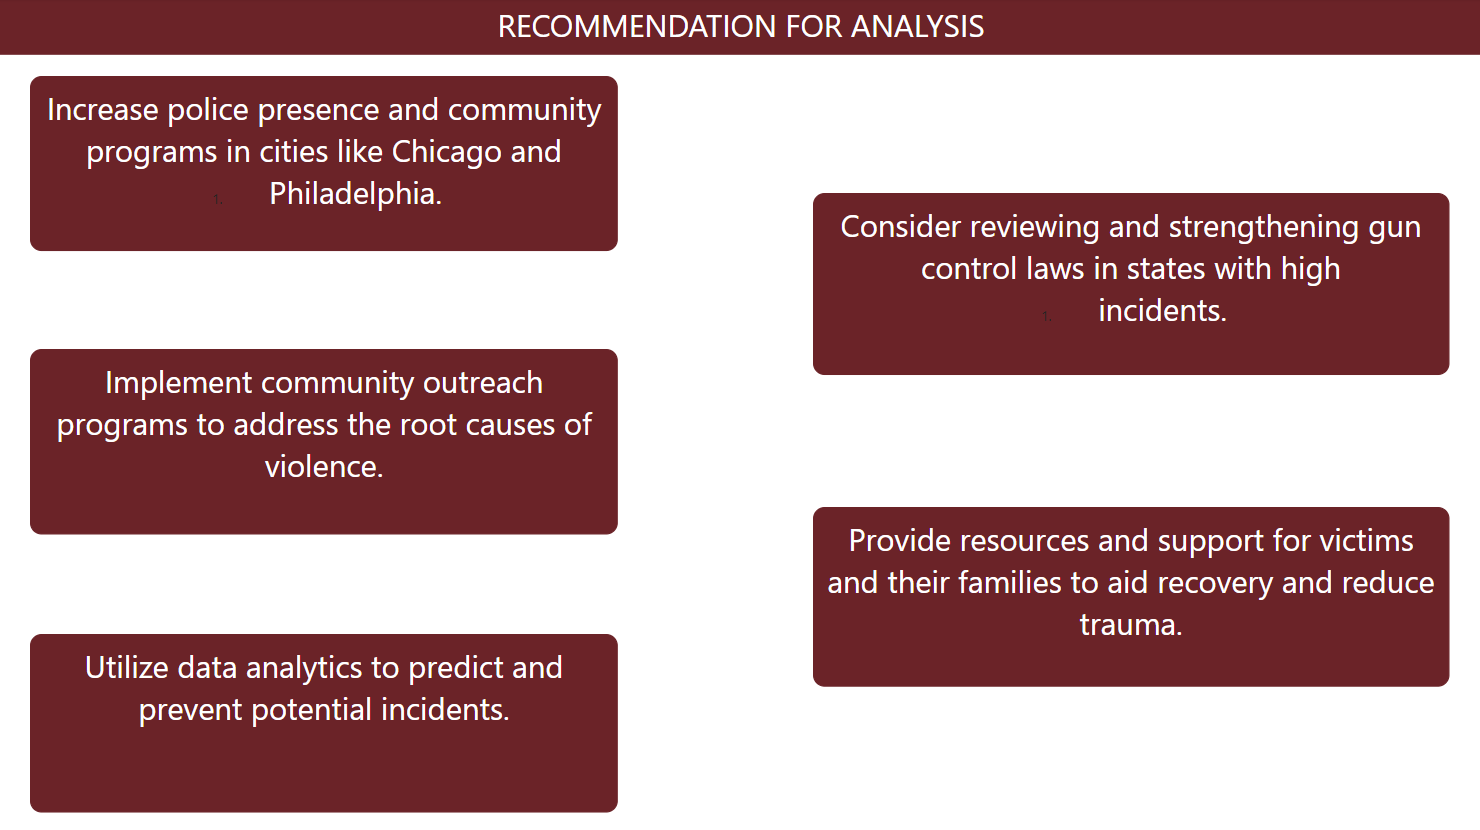 RECOMMENDATION FOR ANALYSIS
Increase police presence and community
programs in cities like Chicago and
1. Philadelphia.
Consider reviewing and strengthening gun
control laws in states with high
1. incidents.
Implement community outreach
programs to address the root causes of
violence.
Provide resources and support for victims
and their families to aid recovery and reduce
trauma.
Utilize data analytics to predict and
prevent potential incidents.